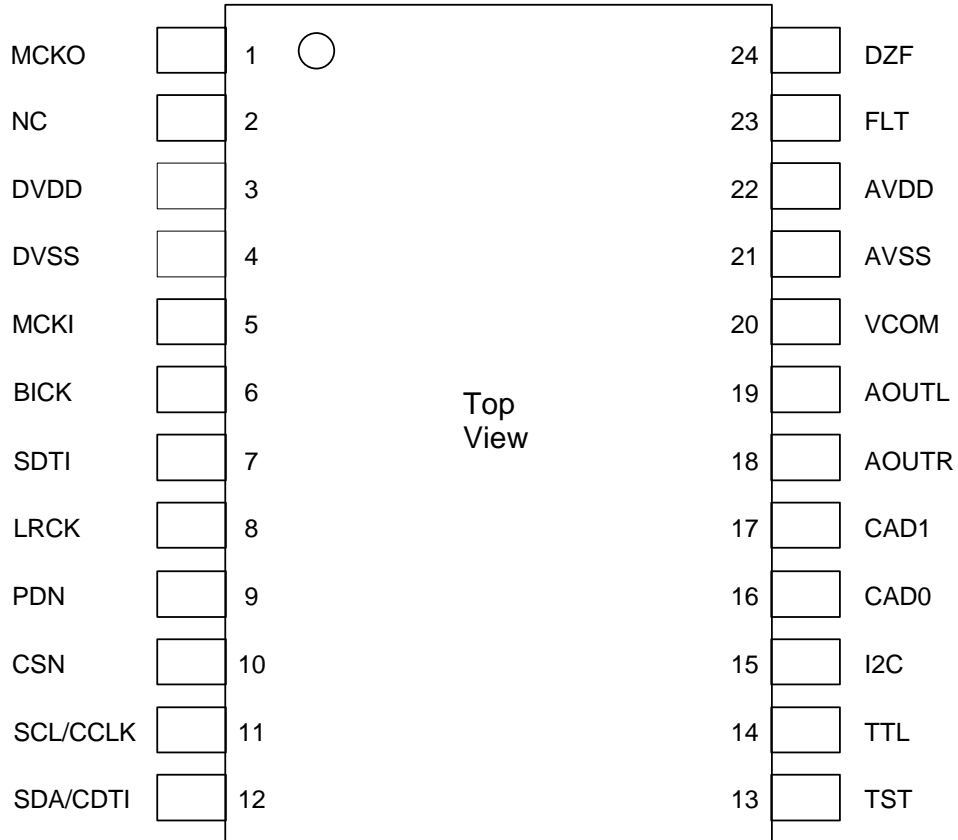 MCKO 1 24 DZF
NC 2 23 FLT
DVDD 3 22 AVDD
DVSS 4 21 AVSS
MCKI 5 20 VCOM
BICK 6 19 AOUTL
Top
View
SDTI 7 18 AOUTR
LRCK 8 17 CAD1
PDN 9 16 CAD0
CSN 10 15 I2C
SCL/CCLK 11 14 TTL
SDA/CDTI 12 13 TST